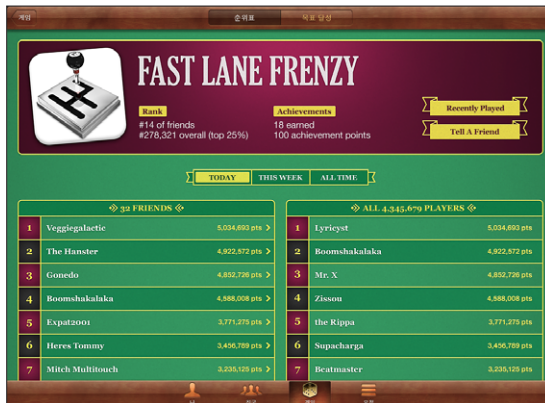 게임
순위표
목표 달성
FAST LANE FRENZY
Rank
#14 of friends
#278,321 overall (top 25%)
Achievements
18 earned
100 achievement points
Recently Played
Tell A Friend
TODAY
THIS WEEK
ALL TIME
32 FRIENDS
1 Veggiegalactic 5,034,693 pts
2 The Hanster 4,922,572 pts
3 Gonedo 4,852,726 pts
4 Boomshakalaka 4,588,008 pts
5 Expat2001 3,771,275 pts
6 Heres Tommy 3,456,789 pts
7 Mitch Multitouch 3,235,125 pts
ALL 4,345,679 PLAYERS
1 Lyricyst 5,034,693 pts
2 Boomshakalaka 4,922,572 pts
3 Mr. X 4,852,726 pts
4 Zissou 4,588,008 pts
5 the Rippa 3,771,275 pts
6 Supacharga 3,456,789 pts
7 Beatmaster 3,235,125 pts
나